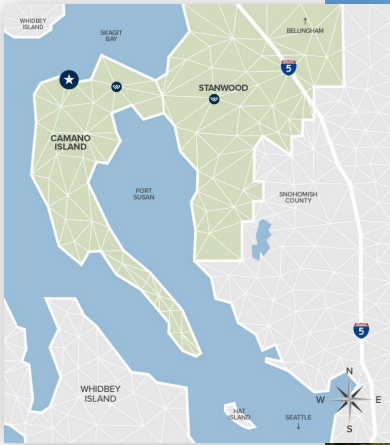 WHIDBEY
ISLAND
SKAGIT
BAY
↑
BELLINGHAM
5
STANWOOD
CAMANO
ISLAND
PORT
SUSAN
SNOHOMISH
COUNTY
5
WHIDBEY
ISLAND
HAT
ISLAND
SEATTLE
↓
N
W E
S